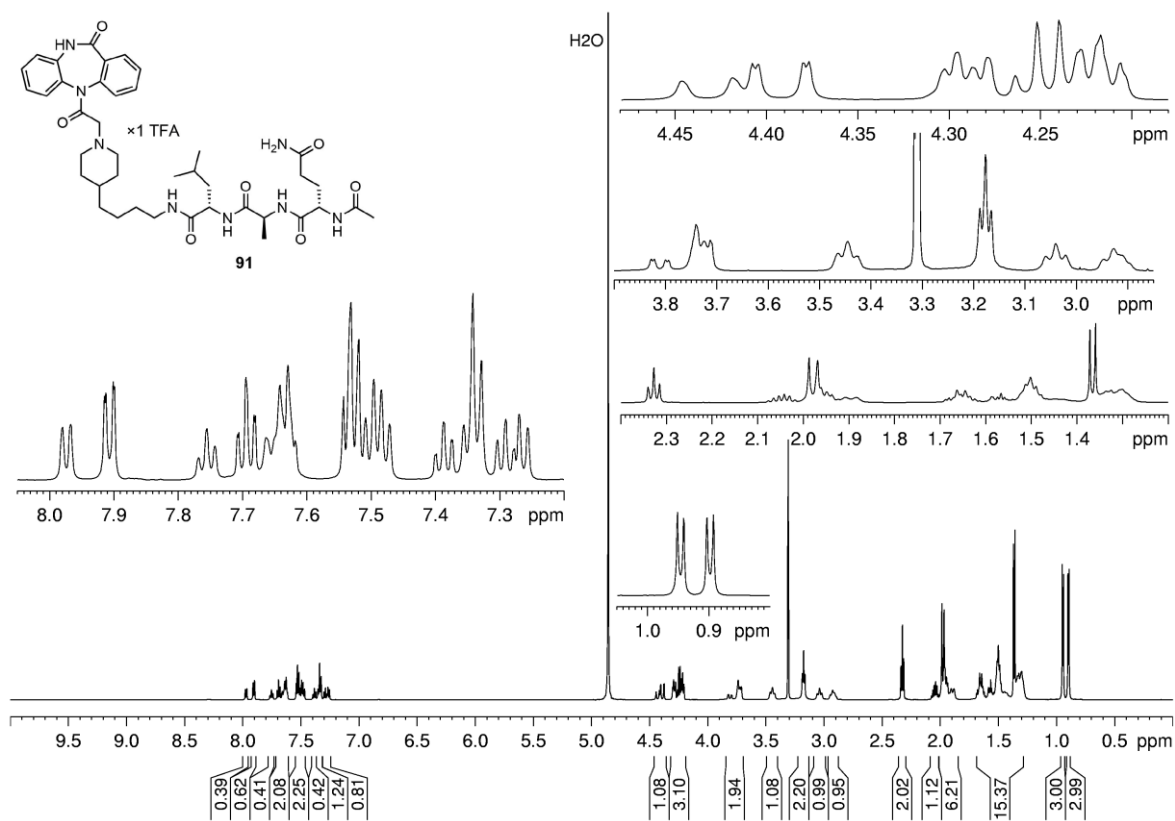 O
NH
N
O
×1 TFA
N
N
H
O
H
N
O
N
H
O
H2N
O
O
N
H
91
H2O
4.45 4.40 4.35 4.30 4.25 ppm
3.8 3.7 3.6 3.5 3.4 3.3 3.2 3.1 3.0 ppm
2.3 2.2 2.1 2.0 1.9 1.8 1.7 1.6 1.5 1.4 ppm
8.0 7.9 7.8 7.7 7.6 7.5 7.4 7.3 ppm
1.0 0.9 ppm
9.5 9.0 8.5 8.0 7.5 7.0 6.5 6.0 5.5 5.0 4.5 4.0 3.5 3.0 2.5 2.0 1.5 1.0 0.5 ppm
0.39 0.62 0.41 2.08 2.25 0.42 1.24 0.81 1.08 3.10 1.94 1.08 2.20 0.99 0.95 2.02 1.12 6.21 15.37 3.00 2.99